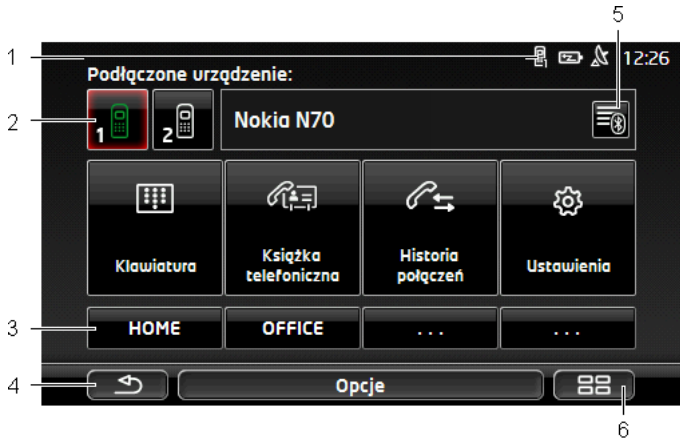 5
1
12:26
Podłączone urządzenie:
2
1
2
Nokia N70
Klawiatura
Książka
telefoniczna
Historia
połączeń
Ustawienia
3
HOME
OFFICE
...
...
4
Opcje
6